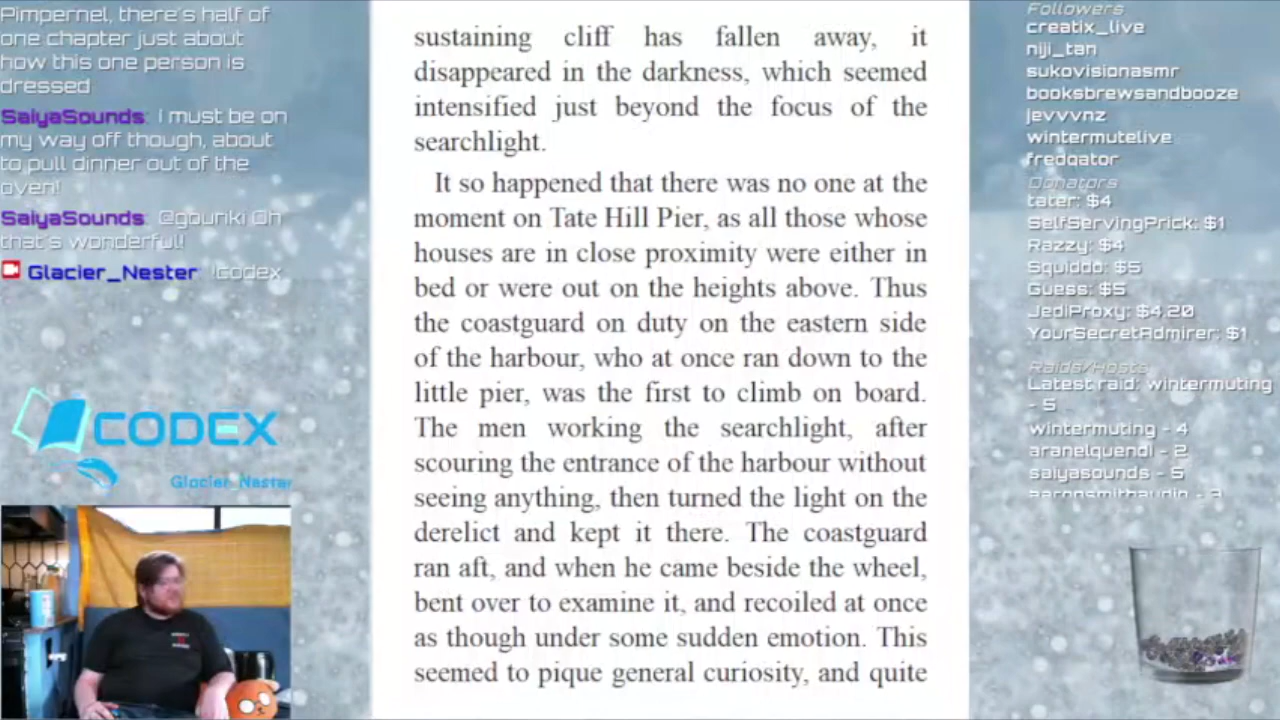 Pimpernel, there's half of
one chapter just about
how this one person is
dressed
SaiyaSounds: I must be on
my way off though, about
to pull dinner out of the
oven!
SaiyaSounds: @gouriki Oh
that's wonderful!
Glacier_Nester: !codex
CODEX
Glacier_Nester
sustaining cliff has fallen away, it
disappeared in the darkness, which seemed
intensified just beyond the focus of the
searchlight.
It so happened that there was no one at the
moment on Tate Hill Pier, as all those whose
houses are in close proximity were either in
bed or were out on the heights above. Thus
the coastguard on duty on the eastern side
of the harbour, who at once ran down to the
little pier, was the first to climb on board.
The men working the searchlight, after
scouring the entrance of the harbour without
seeing anything, then turned the light on the
derelict and kept it there. The coastguard
ran aft, and when he came beside the wheel,
bent over to examine it, and recoiled at once
as though under some sudden emotion. This
seemed to pique general curiosity, and quite
Followers
creatix_live
niji_tan
sukovisionasmr
booksbrewsandbooze
jevvvnz
wintermutelive
fredgator
Donators
tater: $4
SelfServingPrick: $1
Razzy: $4
Squiddo: $5
Guess: $5
JediProxy: $4.20
YourSecretAdmirer: $1
Raids/Hosts
Latest raid: wintermuting
- 5
wintermuting - 4
aranelquendi - 2
saiyasounds - 5
aaronsmithaudio - 3